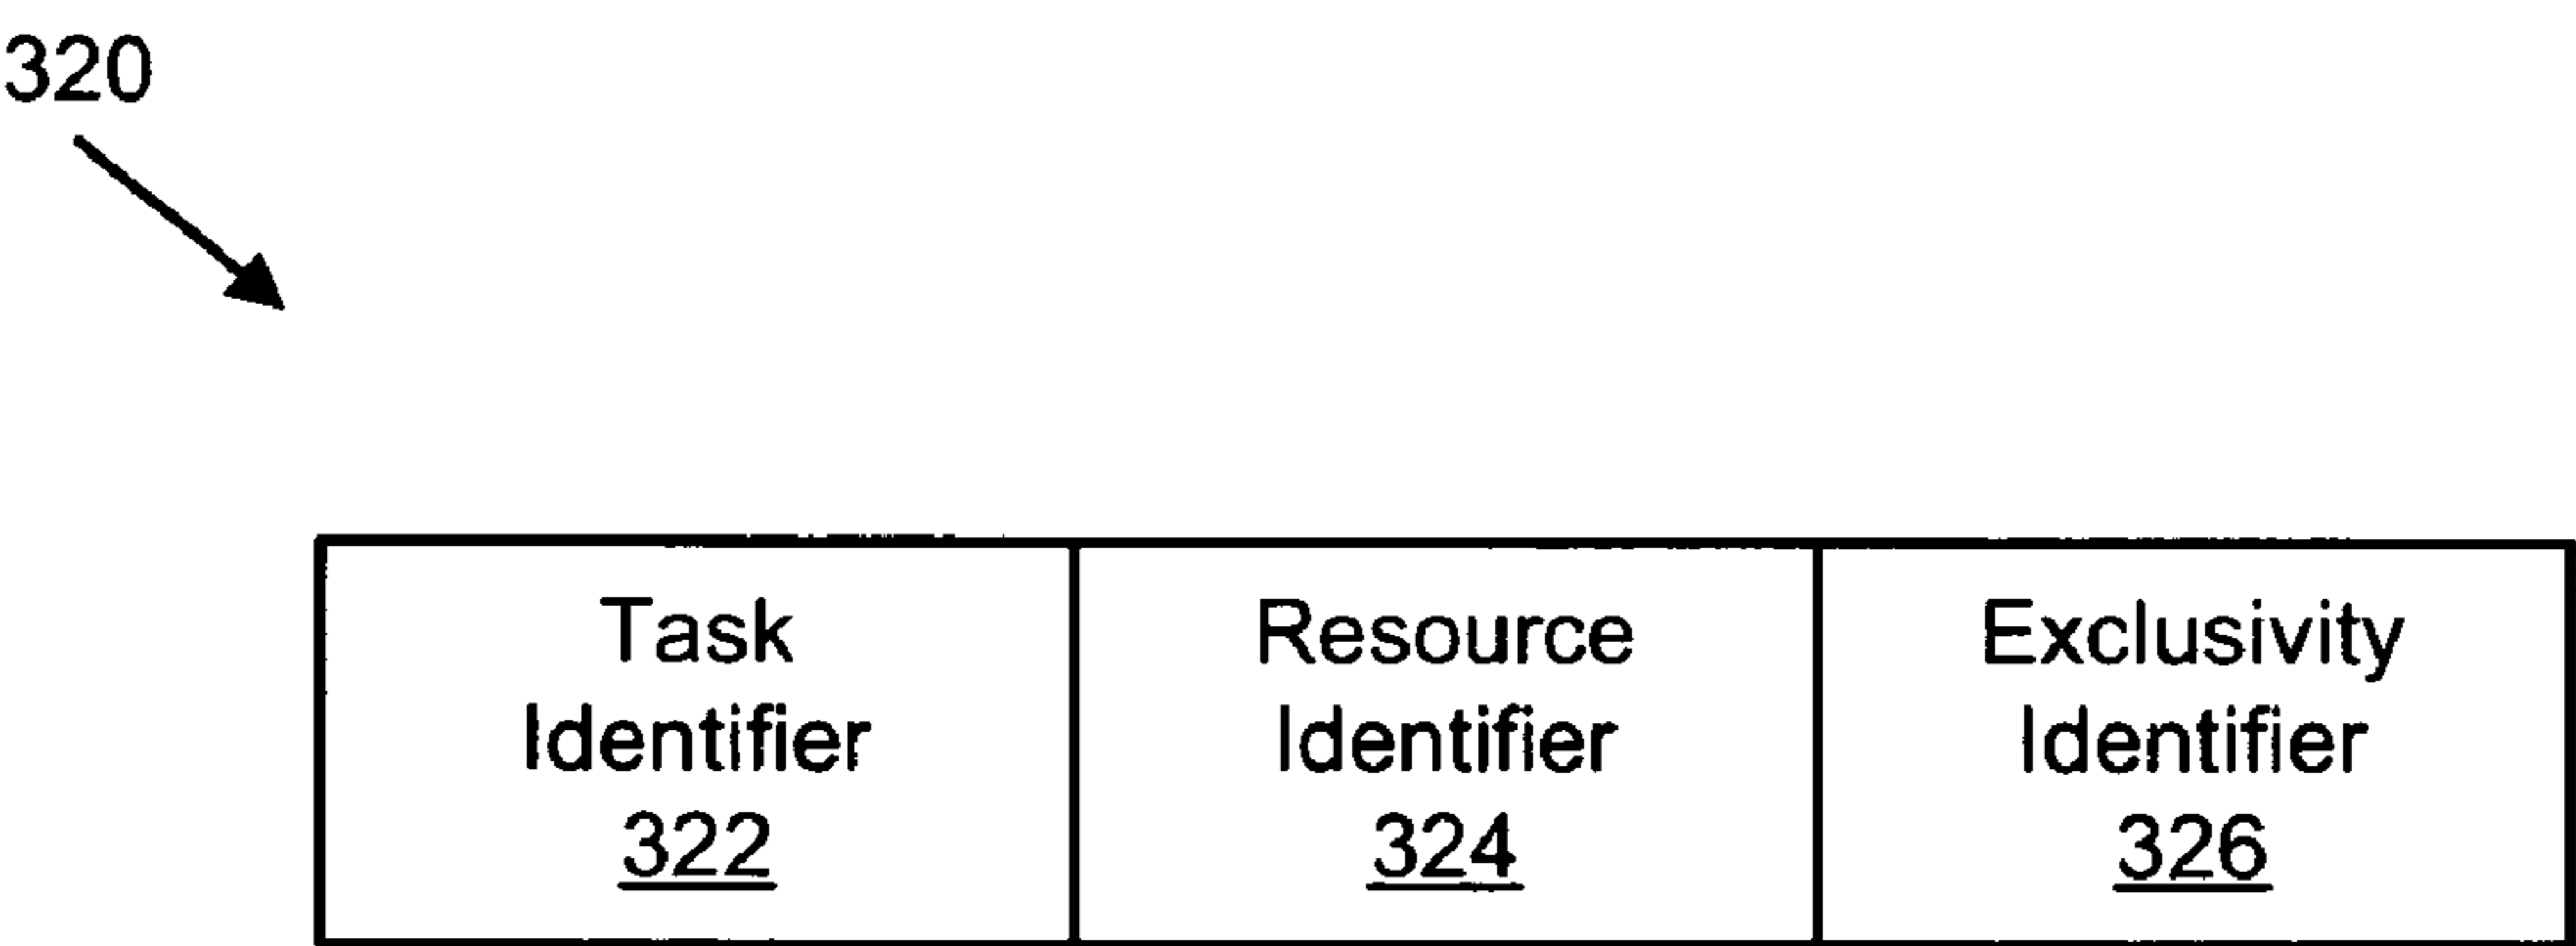 320
Task
Identifier
322
Resource
Identifier
324
Exclusivity
Identifier
326